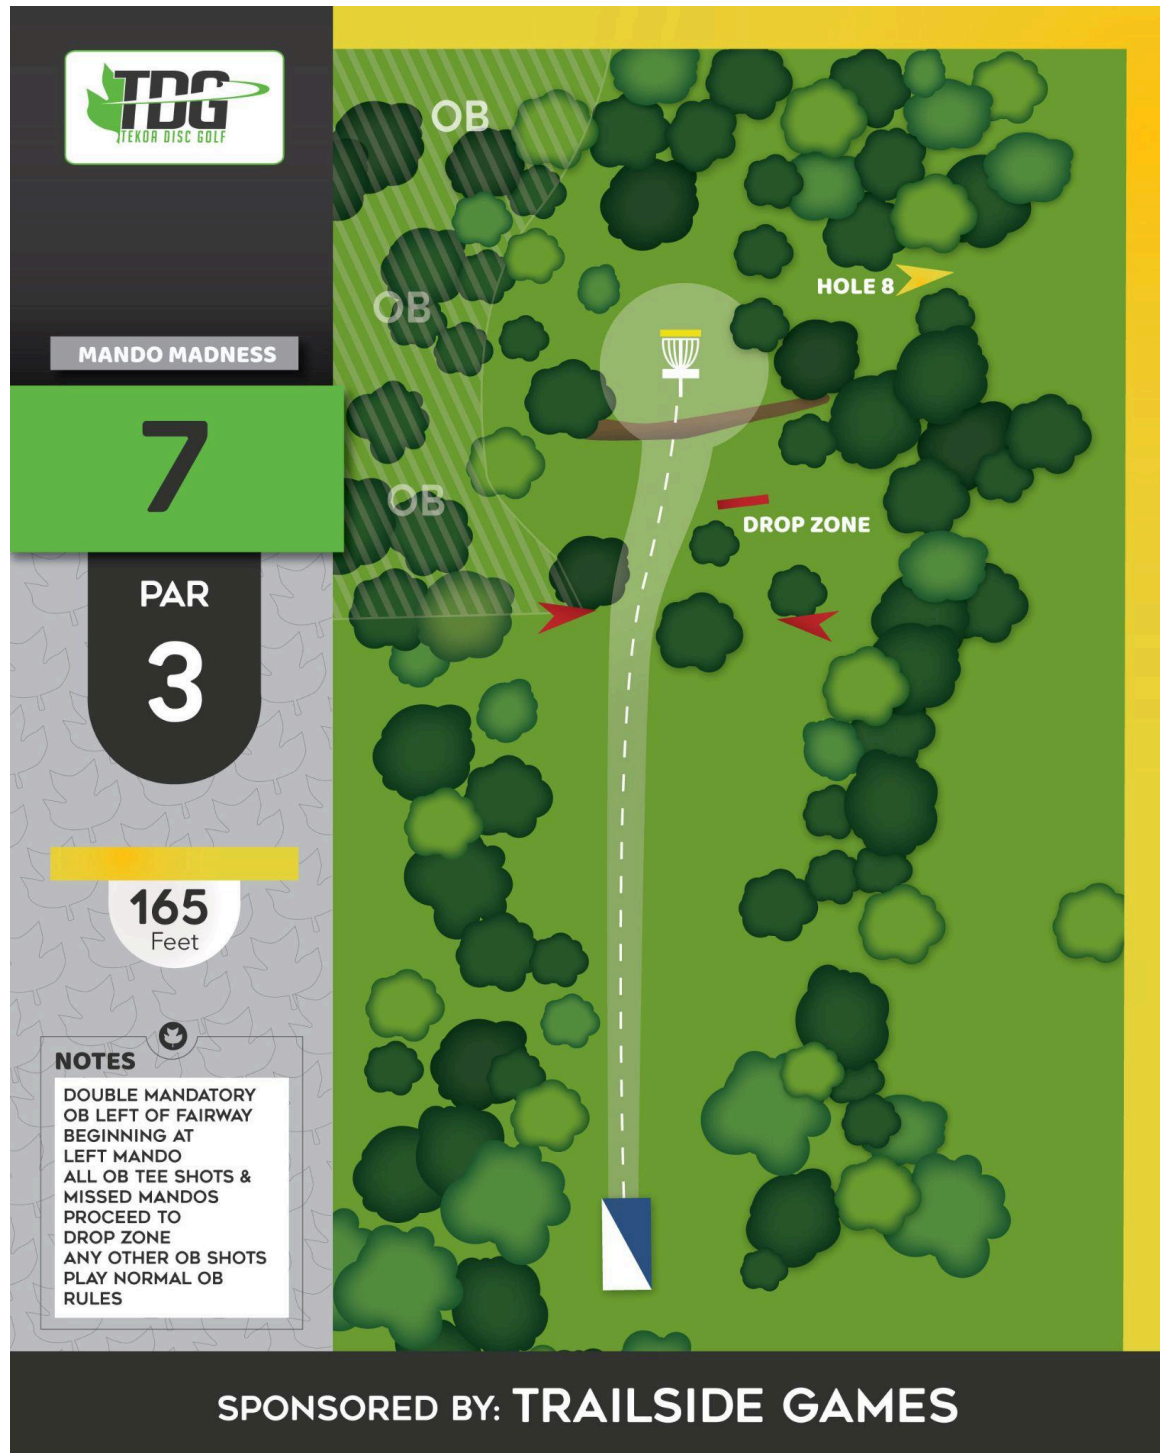 TDG
TEKOA DISC GOLF
MANDO MADNESS
7
PAR
3
165
Feet
NOTES
DOUBLE MANDATORY
OB LEFT OF FAIRWAY
BEGINNING AT
LEFT MANDO
ALL OB TEE SHOTS &
MISSED MANDOS
PROCEED TO
DROP ZONE
ANY OTHER OB SHOTS
PLAY NORMAL OB
RULES
OB
OB
OB
HOLE 8
DROP ZONE
SPONSORED BY: TRAILSIDE GAMES